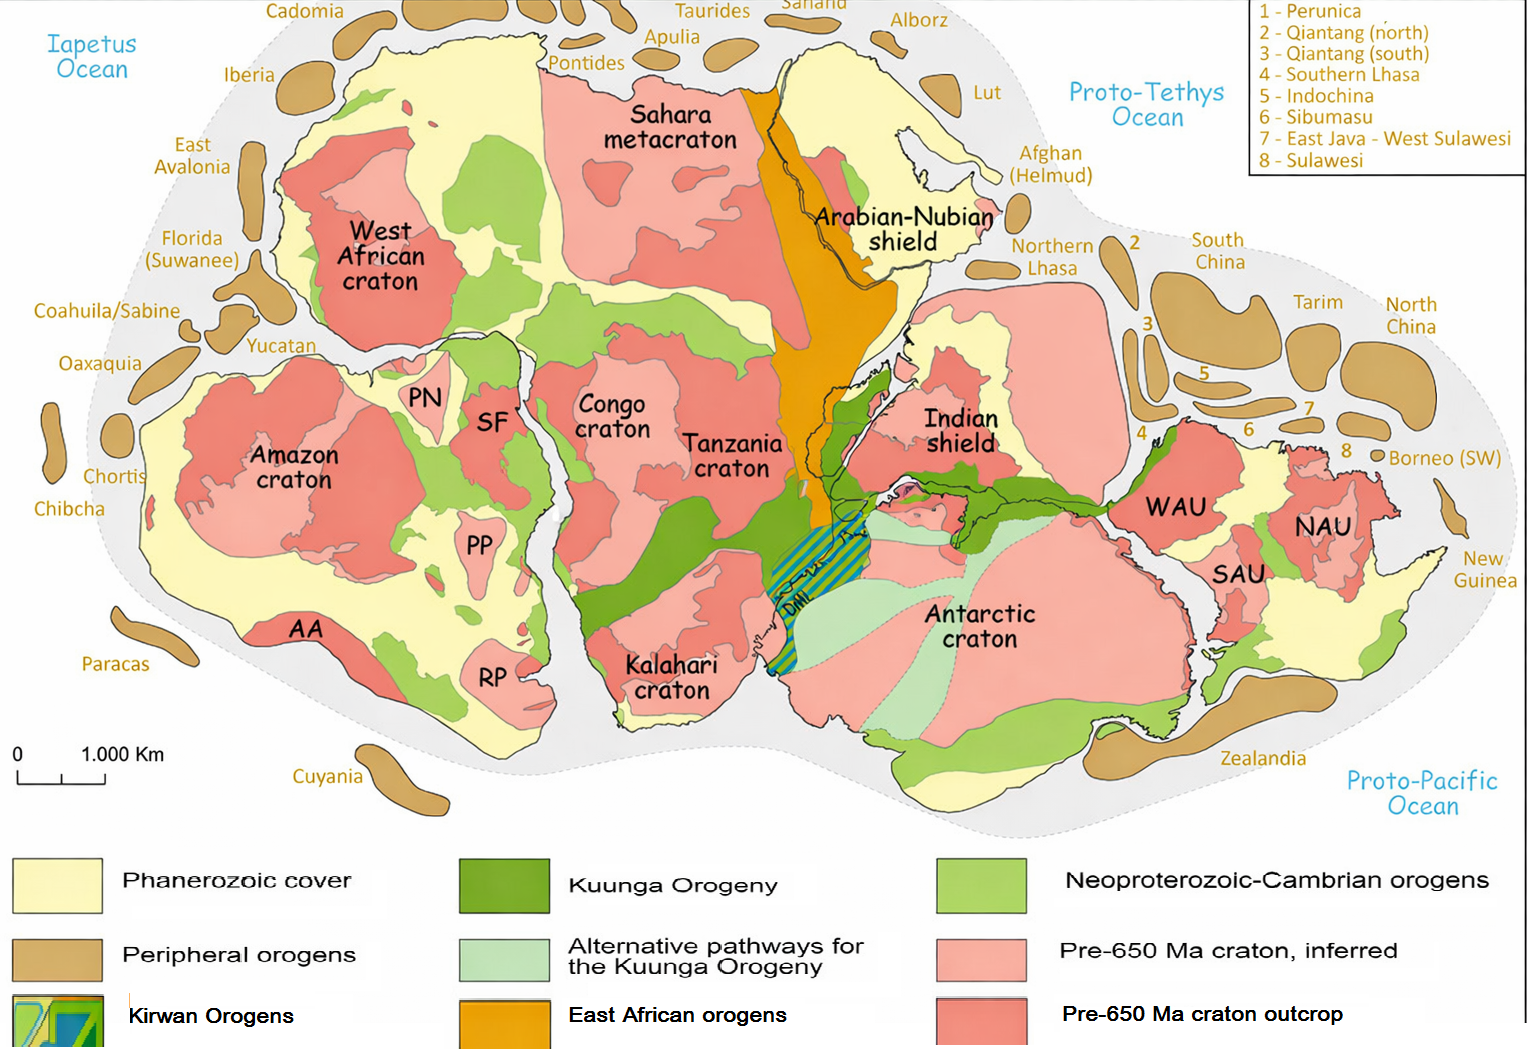 Cadomia
Taurides
Sanand
Alborz
Iapetus
Ocean
Apulia
Pontides
Iberia
Lut
Proto-Tethys
Ocean
1 - Perunica
2 - Qiantang (north)
3 - Qiantang (south)
4 - Southern Lhasa
5 - Indochina
6 - Sibumasu
7 - East Java - West Sulawesi
8 - Sulawesi
Sahara
metacraton
East
Avalonia
Afghan
(Helmud)
West
African
craton
Arabian-Nubian
shield
Florida
(Suwanee)
Northern
Lhasa
2
South
China
Coahuila/Sabine
Yucatan
Oaxaquia
3
Tarim
North
China
5
PN
SF
Congo
craton
Tanzania
craton
Indian
shield
4
6
7
8
Borneo (SW)
Amazon
craton
Chortis
Chibcha
WAU
NAU
SAU
New
Guinea
PP
DML
Antarctic
craton
AA
Paracas
RP
Kalahari
craton
0
1.000 Km
Cuyania
Zealandia
Proto-Pacific
Ocean
Phanerozoic cover
Kuunga Orogeny
Neoproterozoic-Cambrian orogens
Peripheral orogens
Alternative pathways for
the Kuunga Orogeny
Pre-650 Ma craton, inferred
Kirwan Orogens
East African orogens
Pre-650 Ma craton outcrop